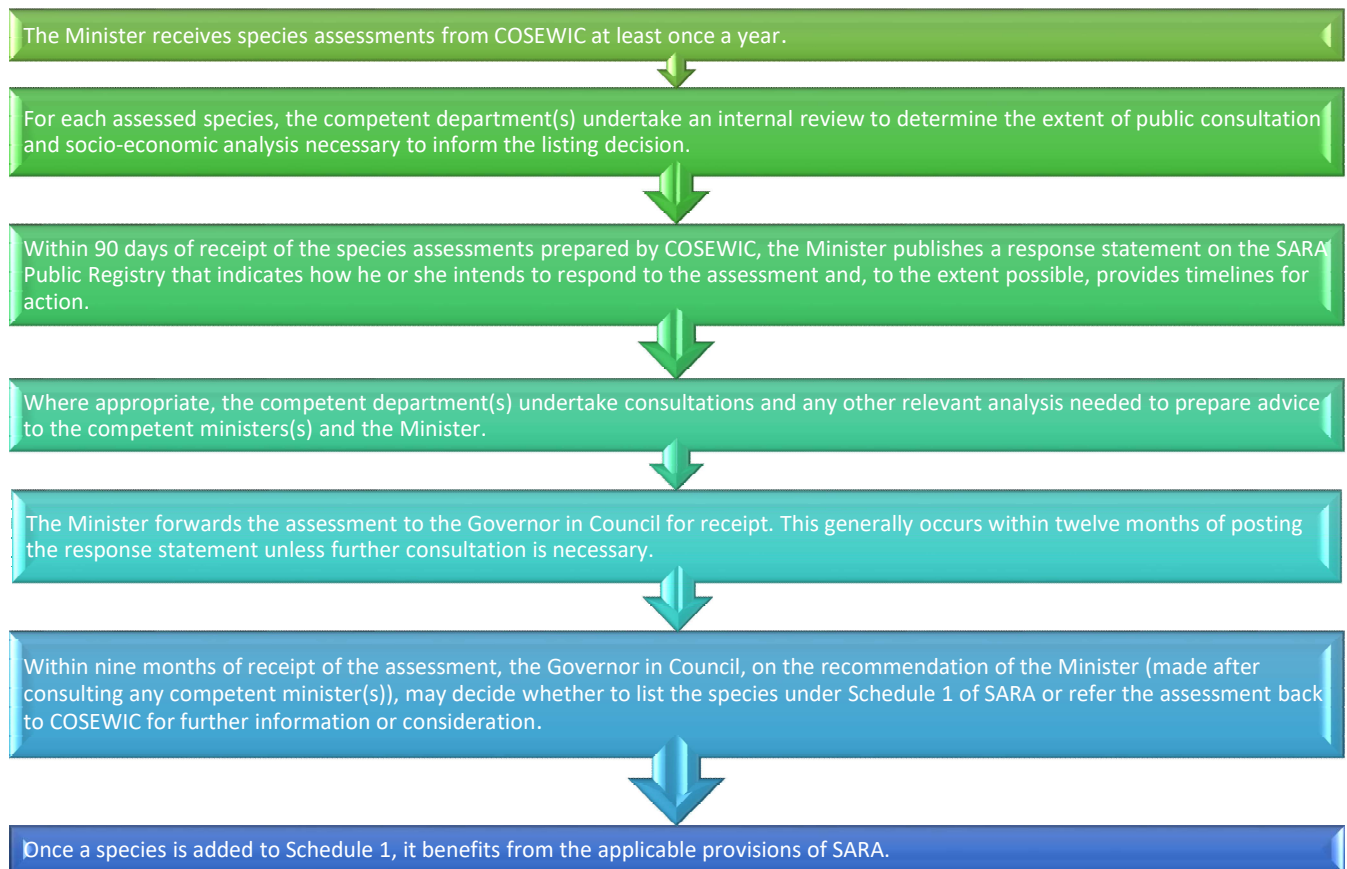 The Minister receives species assessments from COSEWIC at least once a year.
For each assessed species, the competent department(s) undertake an internal review to determine the extent of public consultation
and socio-economic analysis necessary to inform the listing decision.
Within 90 days of receipt of the species assessments prepared by COSEWIC, the Minister publishes a response statement on the SARA
Public Registry that indicates how he or she intends to respond to the assessment and, to the extent possible, provides timelines for
action.
Where appropriate, the competent department(s) undertake consultations and any other relevant analysis needed to prepare advice
to the competent ministers(s) and the Minister.
The Minister forwards the assessment to the Governor in Council for receipt. This generally occurs within twelve months of posting
the response statement unless further consultation is necessary.
Within nine months of receipt of the assessment, the Governor in Council, on the recommendation of the Minister (made after
consulting any competent minister(s)), may decide whether to list the species under Schedule 1 of SARA or refer the assessment back
to COSEWIC for further information or consideration.
Once a species is added to Schedule 1, it benefits from the applicable provisions of SARA.